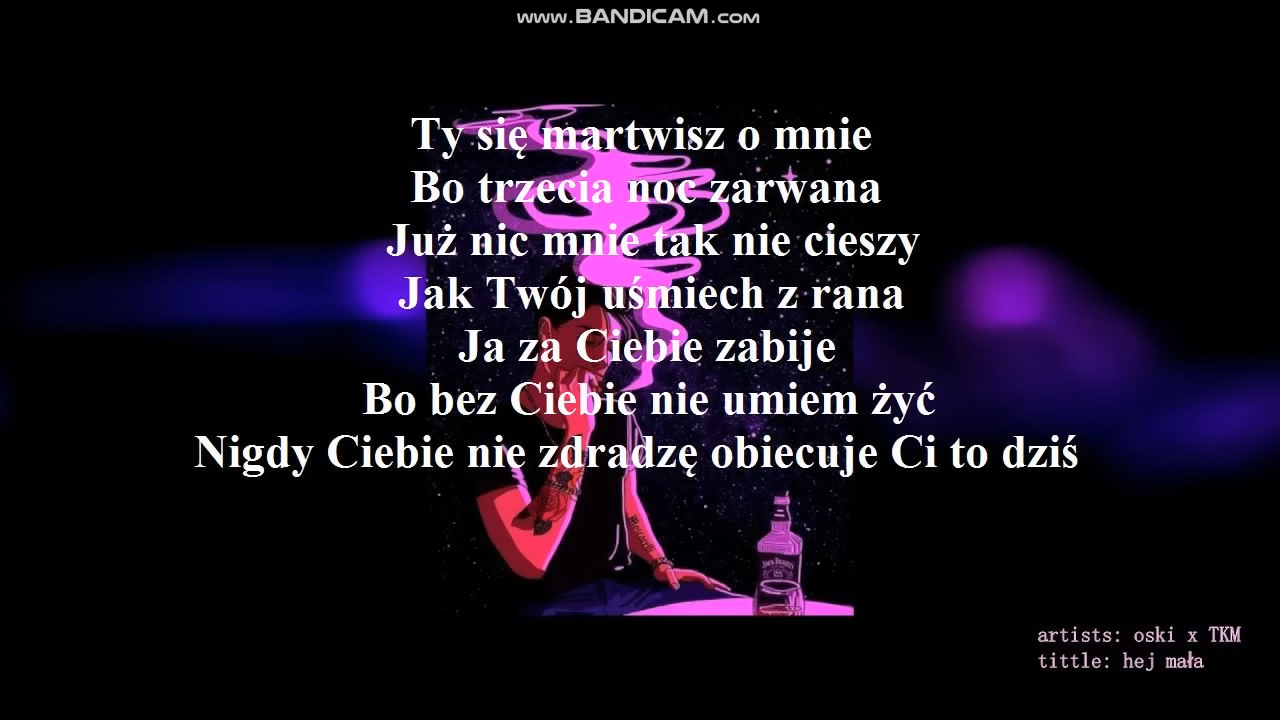 www.BANDICAM.com
Ty się martwisz o mnie
Bo trzecia noc zarwana
Już nic mnie tak nie cieszy
Jak Twój uśmiech z rana
Ja za Ciebie zabije
Bo bez Ciebie nie umiem żyć
Nigdy Ciebie nie zdradzę obiecuje Ci to dziś
JACK DANIEL'S
artists: oski x TKM
tittle: hej mała